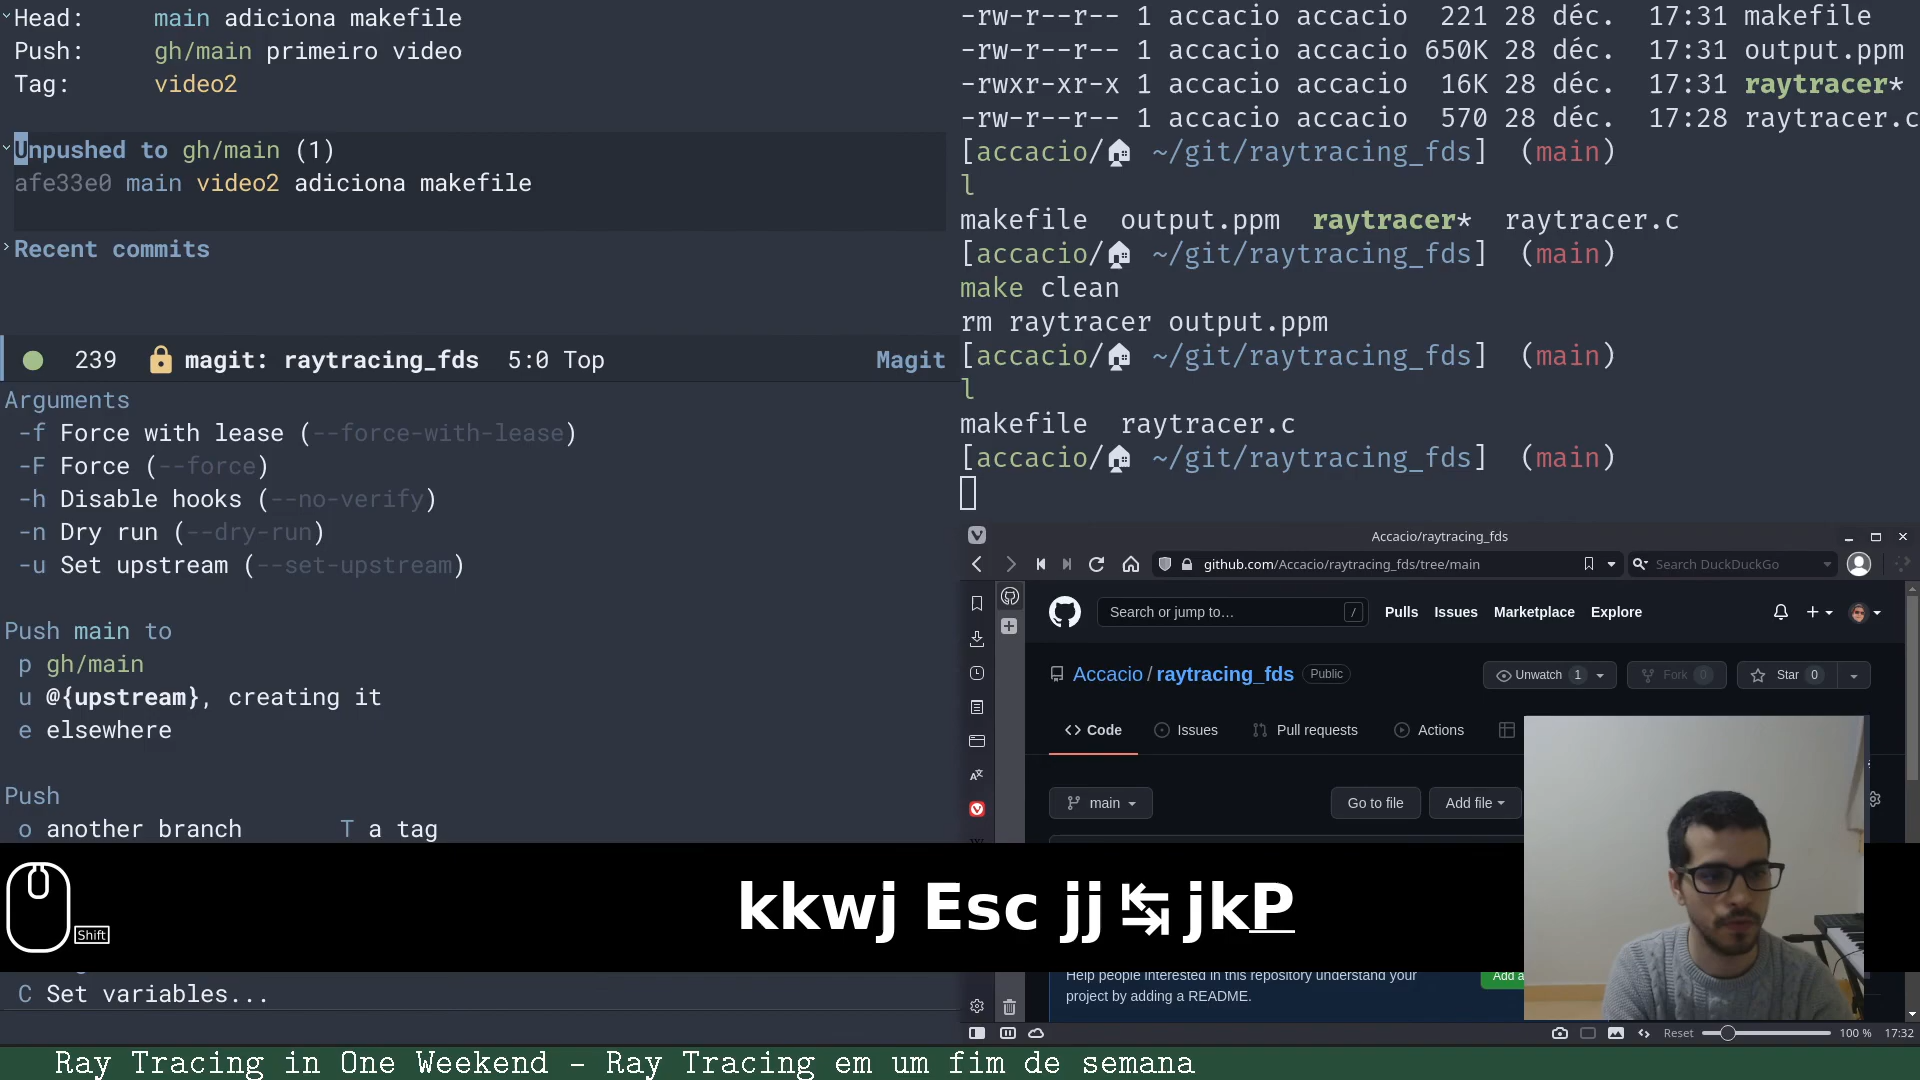 Head: main adiciona makefile
Push: gh/main primeiro video
Tag: video2
Unpushed to gh/main (1)
afe33e0 main video2 adiciona makefile
Recent commits
239 magit: raytracing_fds 5:0 Top Magit
Arguments
-f Force with lease (--force-with-lease)
-F Force (--force)
-h Disable hooks (--no-verify)
-n Dry run (--dry-run)
-u Set upstream (--set-upstream)
Push main to
p gh/main
u @{upstream}, creating it
e elsewhere
Push
o another branch T a tag
C Set variables...
-rw-r--r-- 1 accacio accacio 221 28 déc. 17:31 makefile
-rw-r--r-- 1 accacio accacio 650K 28 déc. 17:31 output.ppm
-rwxr-xr-x 1 accacio accacio 16K 28 déc. 17:31 raytracer*
-rw-r--r-- 1 accacio accacio 570 28 déc. 17:28 raytracer.c
[accacio/ ~/git/raytracing_fds] (main)
l
makefile output.ppm raytracer* raytracer.c
[accacio/ ~/git/raytracing_fds] (main)
make clean
rm raytracer output.ppm
[accacio/ ~/git/raytracing_fds] (main)
l
makefile raytracer.c
[accacio/ ~/git/raytracing_fds] (main)
Accacio/raytracing_fds
github.com/Accacio/raytracing_fds/tree/main
Search DuckDuckGo
Search or jump to… /
Pulls Issues Marketplace Explore
Accacio/raytracing_fds Public
Unwatch 1 Fork 0 Star 0
Code Issues Pull requests Actions
main Go to file Add file
Help people interested in this repository understand your
project by adding a README.
Add a
Reset 100 % 17:32
Shift
kkwj Esc jj ↹ jkP
Ray Tracing in One Weekend - Ray Tracing em um fim de semana